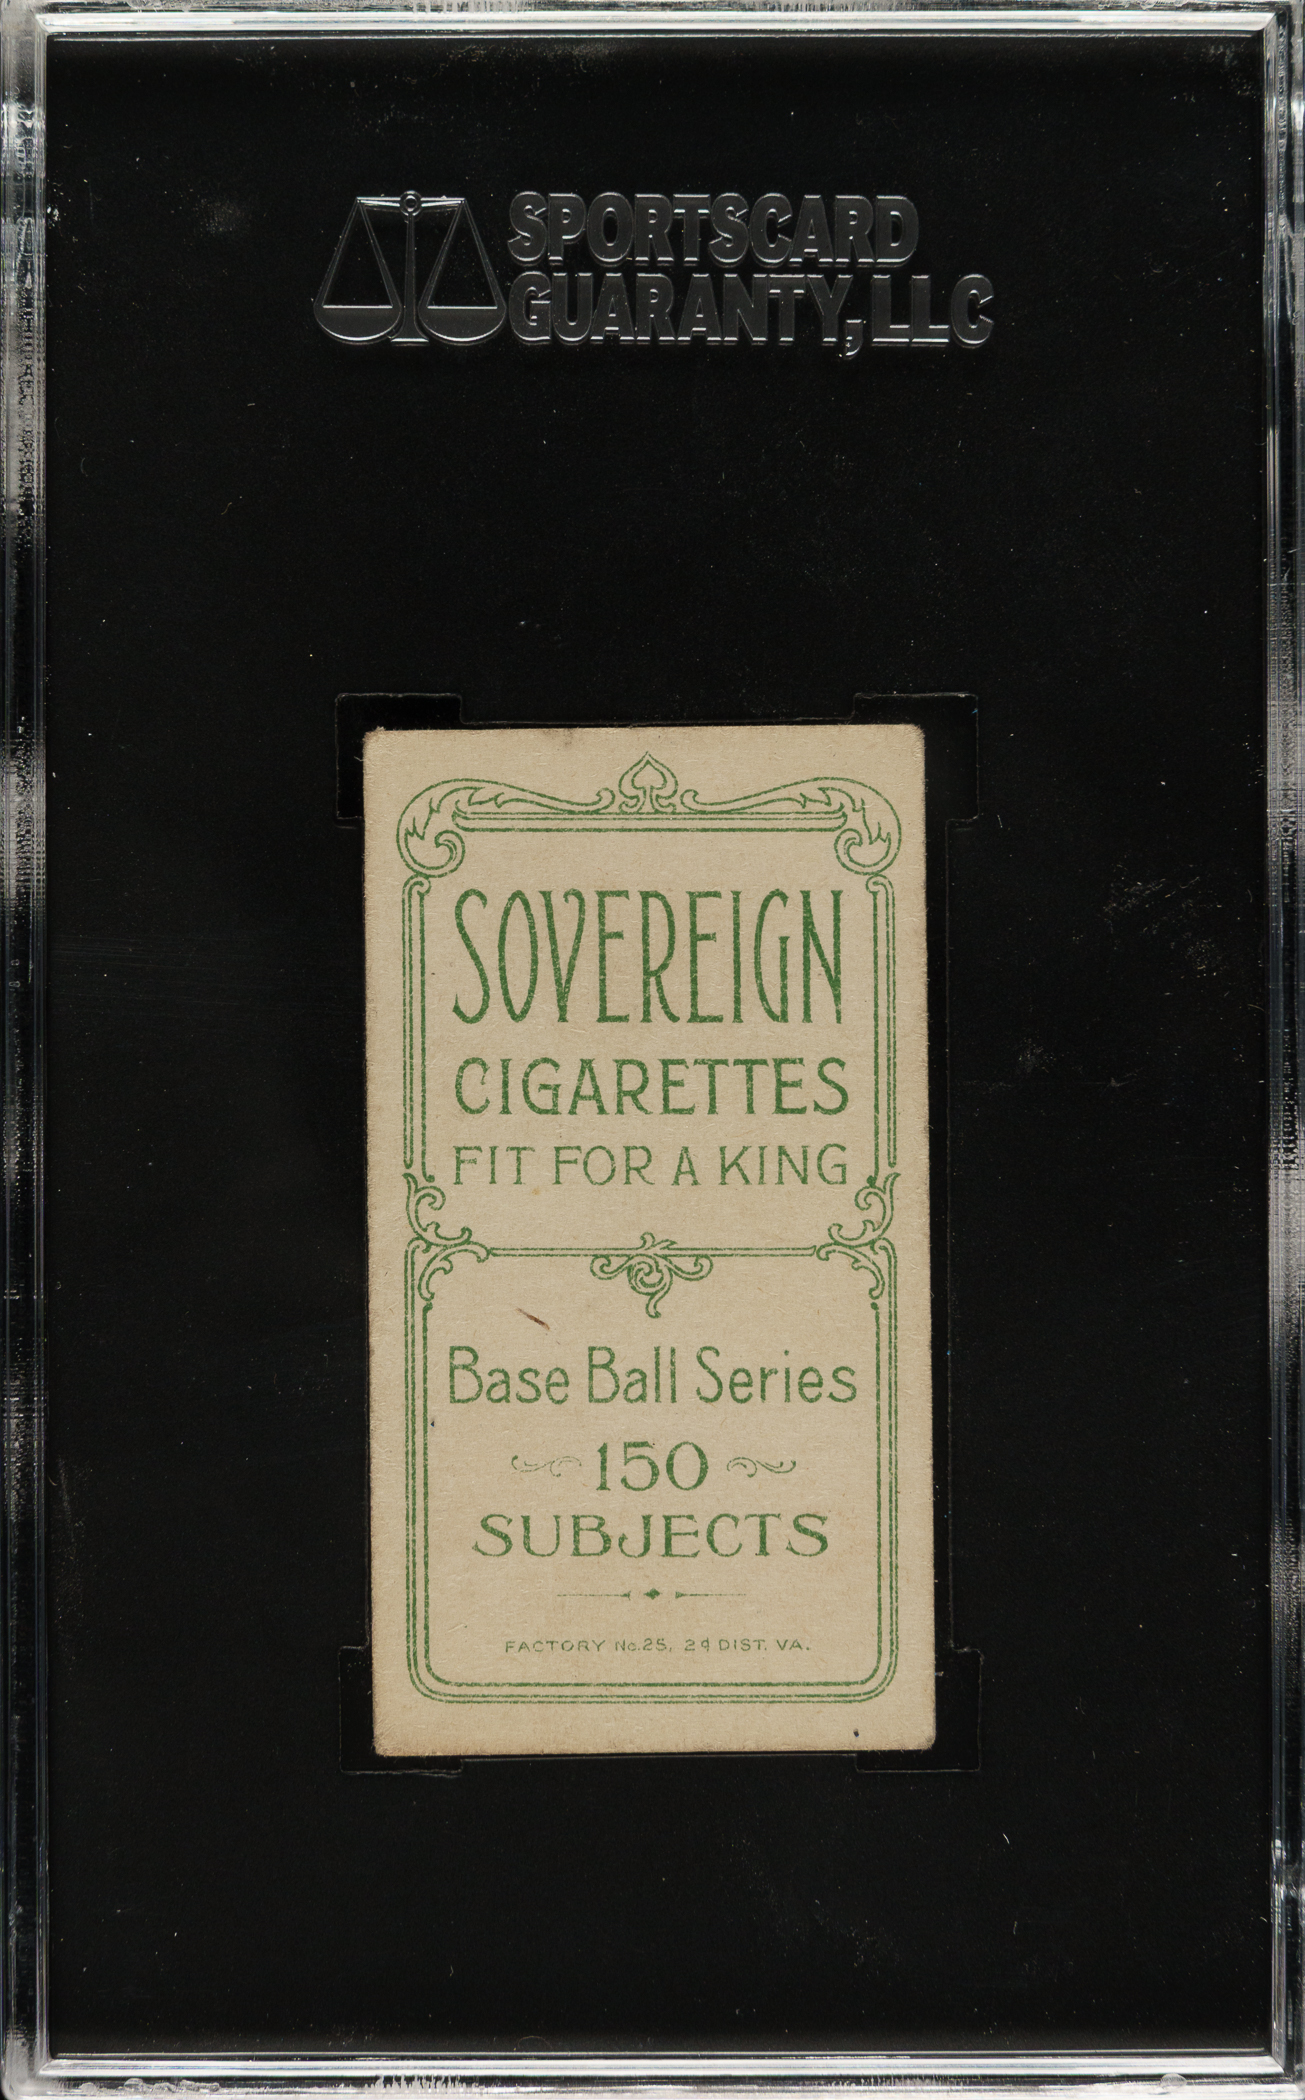 SPORTSCARD
GUARANTY, LLC
SOVEREIGN
CIGARETTES
FIT FOR A KING
Base Ball Series
150
SUBJECTS
FACTORY No. 25, 2d DIST. VA.